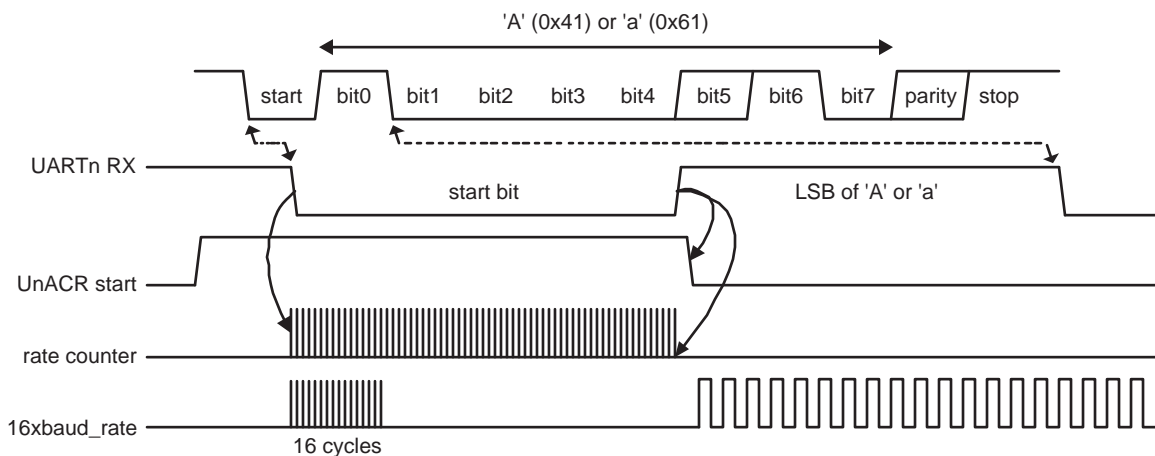 'A' (0x41) or 'a' (0x61)
start bit0 bit1 bit2 bit3 bit4 bit5 bit6 bit7 parity stop
UARTn RX
start bit LSB of 'A' or 'a'
UnACR start
rate counter
16xbaud_rate
16 cycles